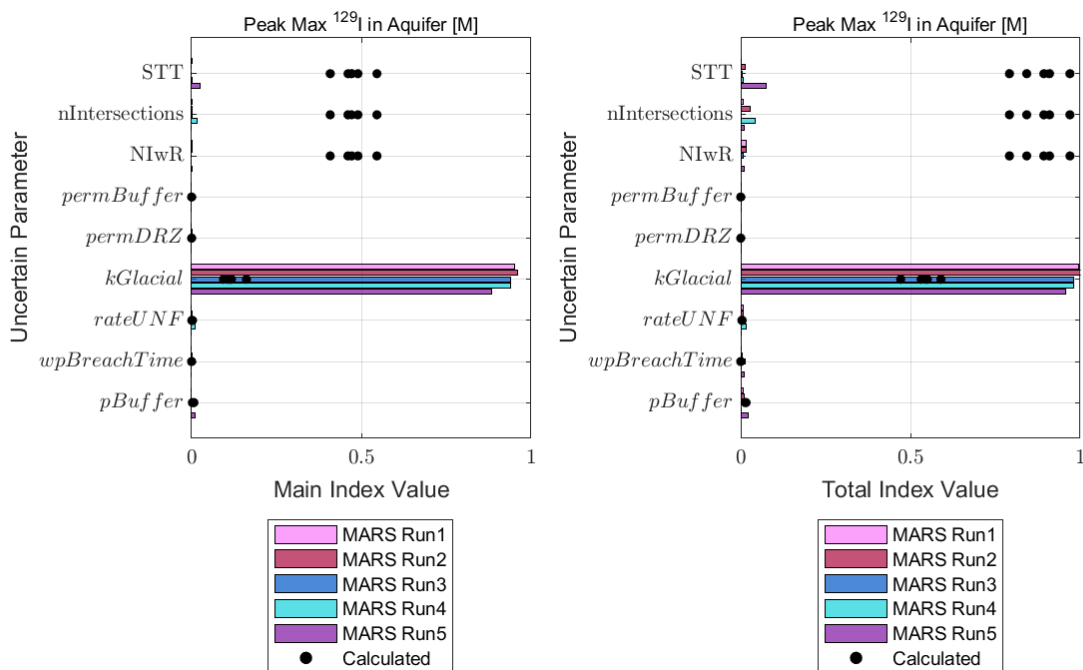 Peak Max ¹²⁹I in Aquifer [M]
Uncertain Parameter
STT
nIntersections
NIwR
permBuffer
permDRZ
kGlacial
rateUNF
wpBreachTime
pBuffer
0 0.5 1
Main Index Value
MARS Run1
MARS Run2
MARS Run3
MARS Run4
MARS Run5
Calculated
Peak Max ¹²⁹I in Aquifer [M]
Uncertain Parameter
STT
nIntersections
NIwR
permBuffer
permDRZ
kGlacial
rateUNF
wpBreachTime
pBuffer
0 0.5 1
Total Index Value
MARS Run1
MARS Run2
MARS Run3
MARS Run4
MARS Run5
Calculated